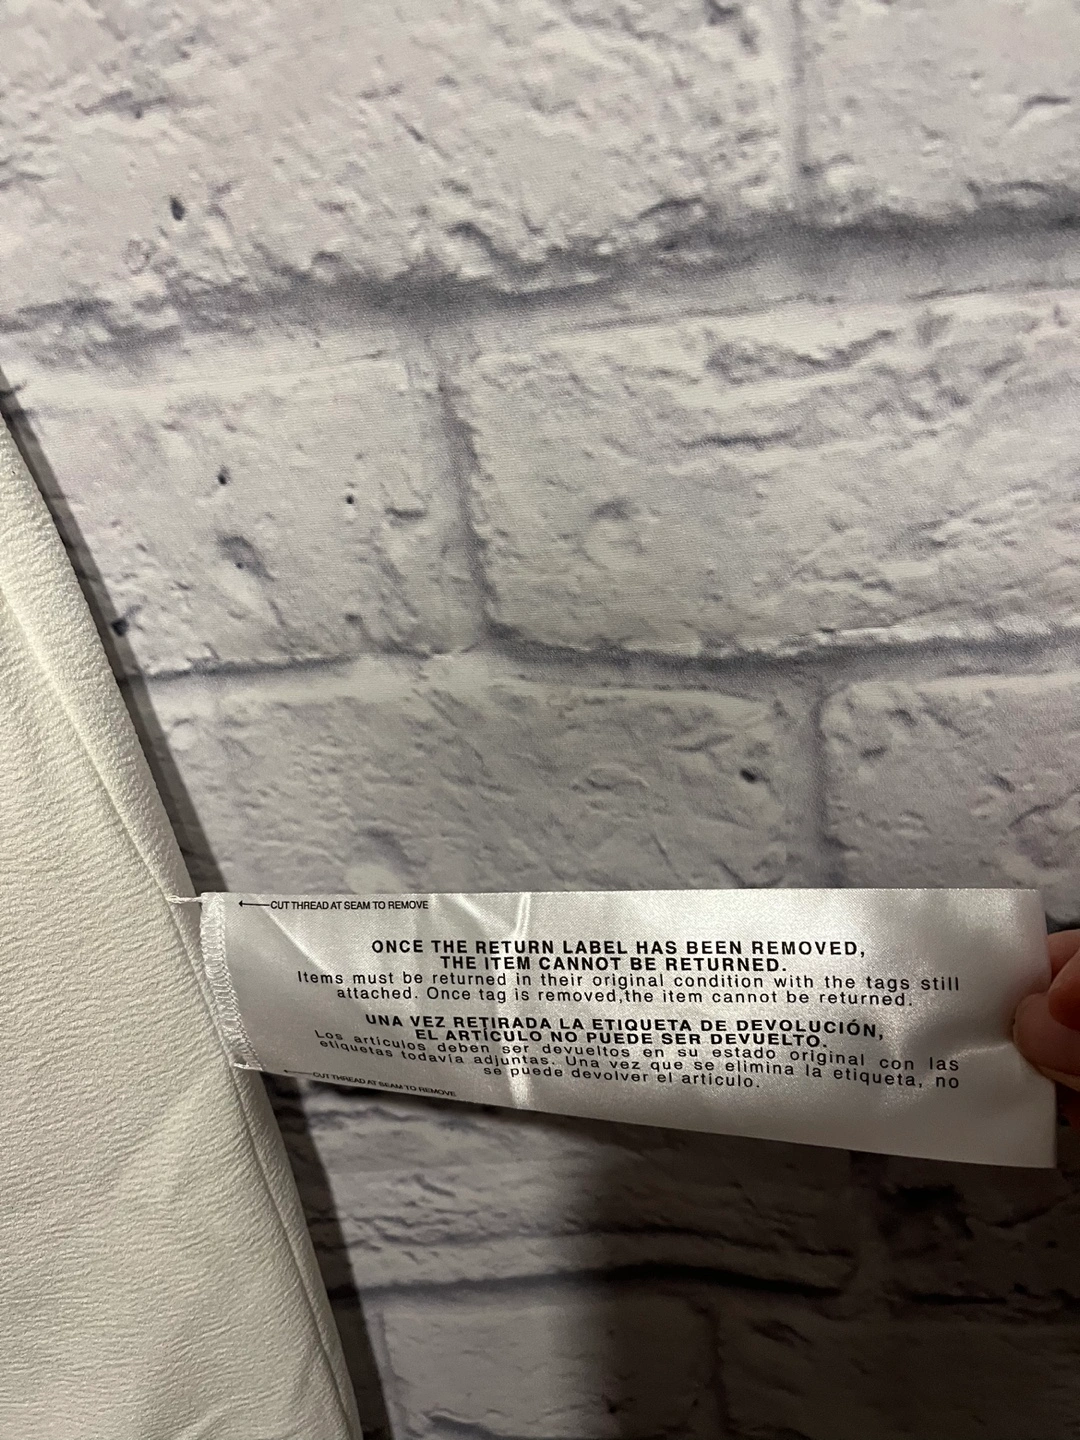 ←CUT THREAD AT SEAM TO REMOVE
ONCE THE RETURN LABEL HAS BEEN REMOVED,
THE ITEM CANNOT BE RETURNED.
Items must be returned in their original condition with the tags still
attached. Once tag is removed,the item cannot be returned.
UNA VEZ RETIRADA LA ETIQUETA DE DEVOLUCIÓN,
EL ARTÍCULO NO PUEDE SER DEVUELTO.
Los artículos deben ser devueltos en su estado original con las
etiquetas todavía adjuntas. Una vez que se elimina la etiqueta, no
se puede devolver el artículo.
←CUT THREAD AT SEAM TO REMOVE